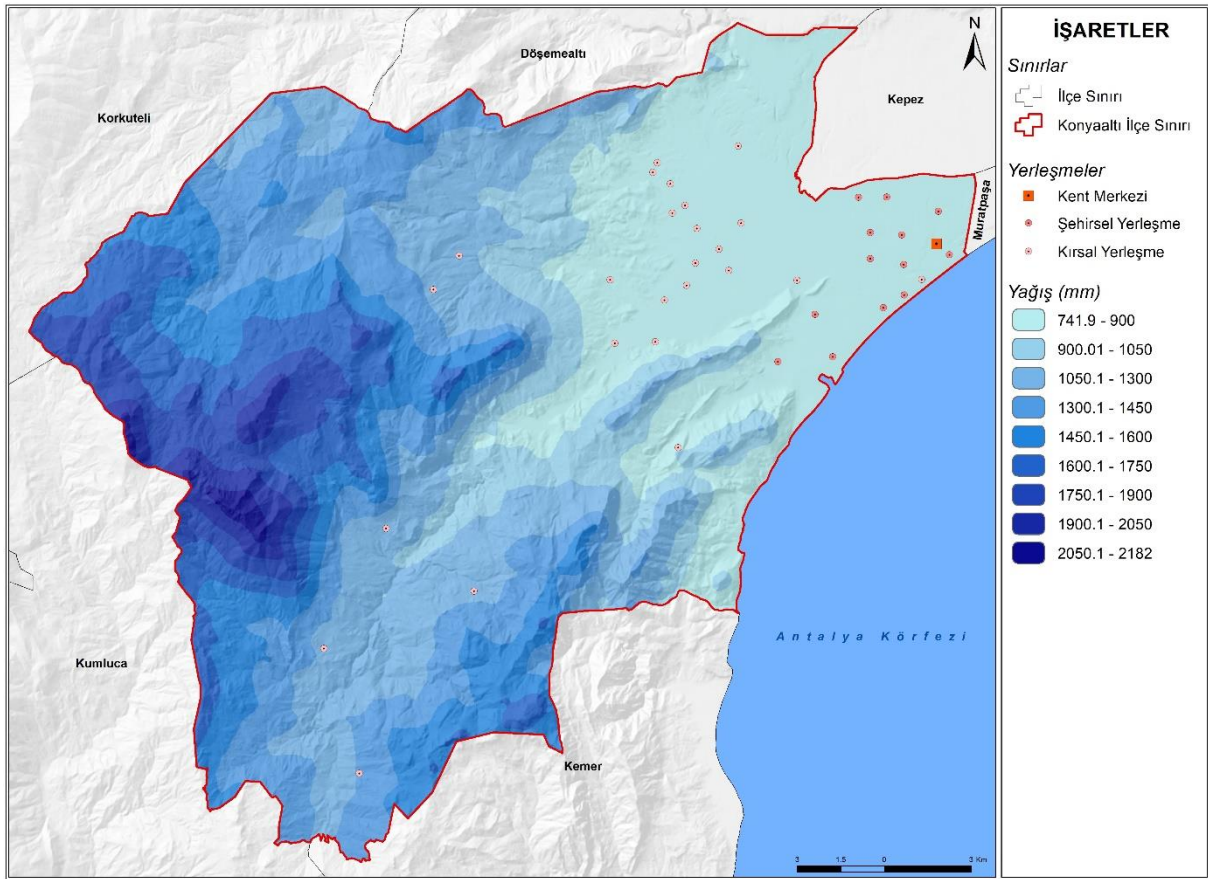 Döşemealtı
Korkuteli
Kepez
N
Muratpaşa
Antalya Körfezi
Kumluca
Kemer
3 1.5 0 3 Km
İŞARETLER
Sınırlar
İlçe Sınırı
Konyaaltı İlçe Sınırı
Yerleşmeler
Kent Merkezi
Şehirsel Yerleşme
Kırsal Yerleşme
Yağış (mm)
741.9 - 900
900.01 - 1050
1050.1 - 1300
1300.1 - 1450
1450.1 - 1600
1600.1 - 1750
1750.1 - 1900
1900.1 - 2050
2050.1 - 2182